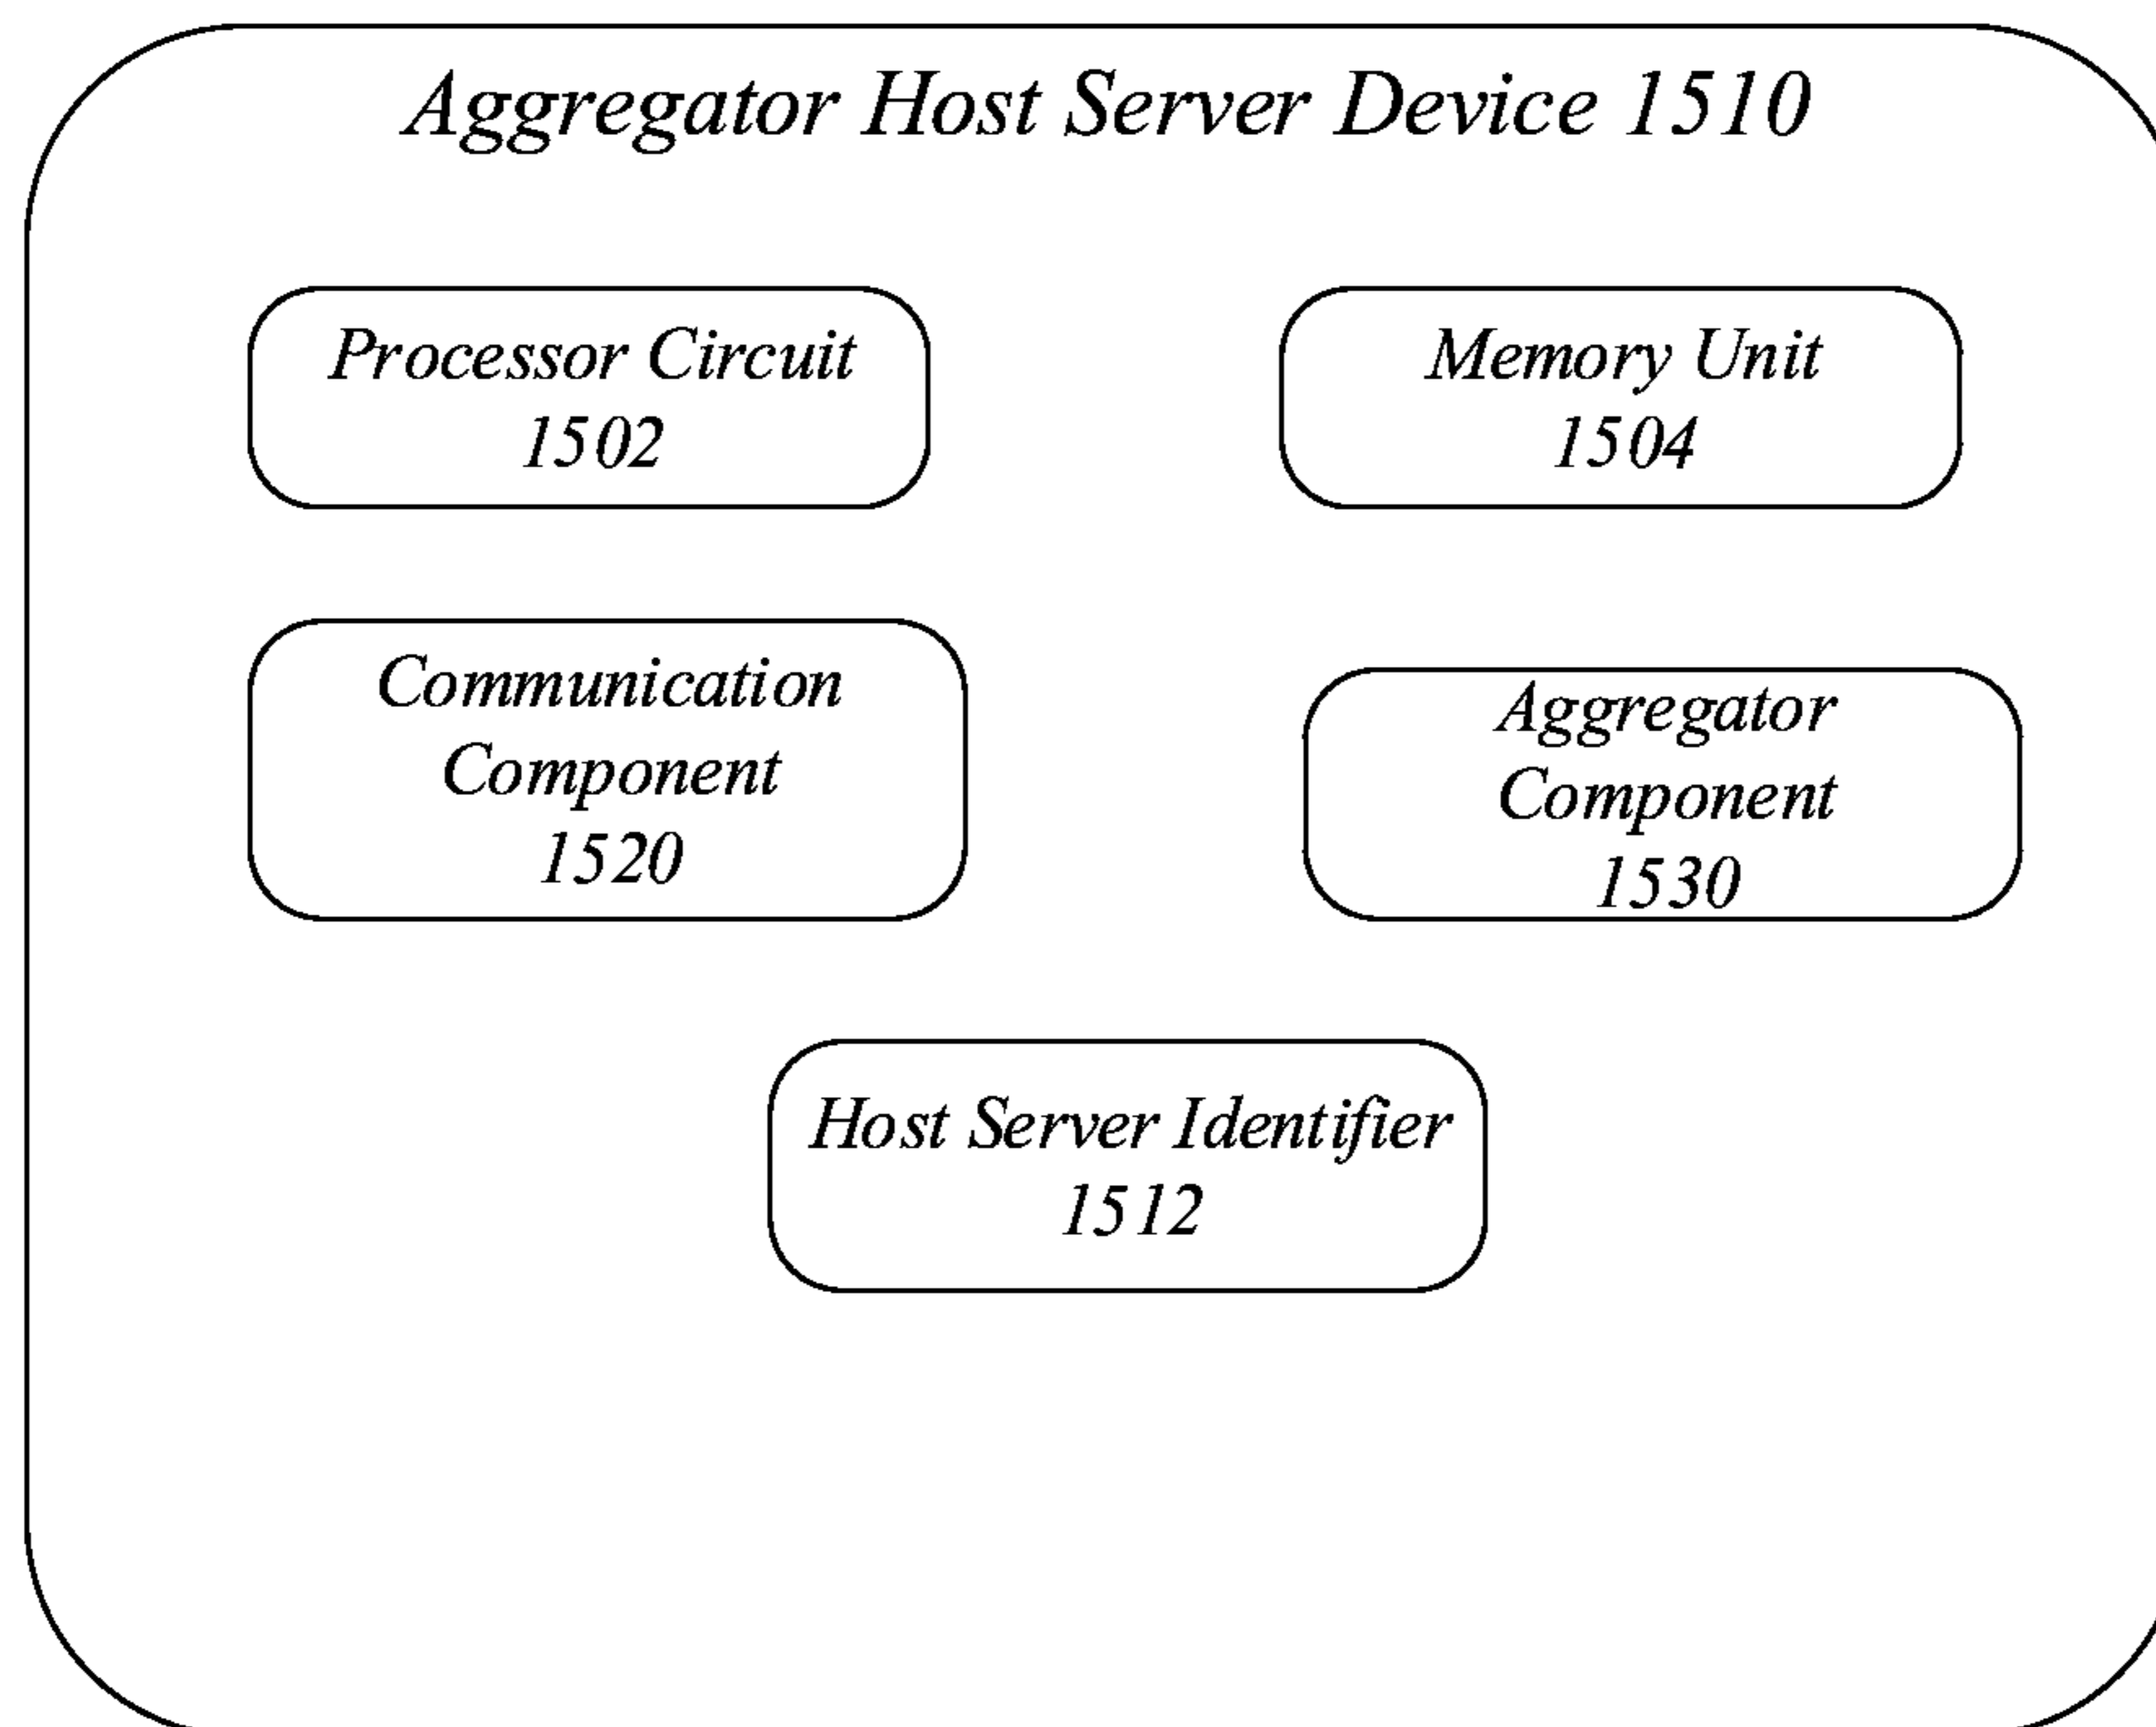 Aggregator Host Server Device 1510
Processor Circuit
1502
Memory Unit
1504
Communication
Component
1520
Aggregator
Component
1530
Host Server Identifier
1512